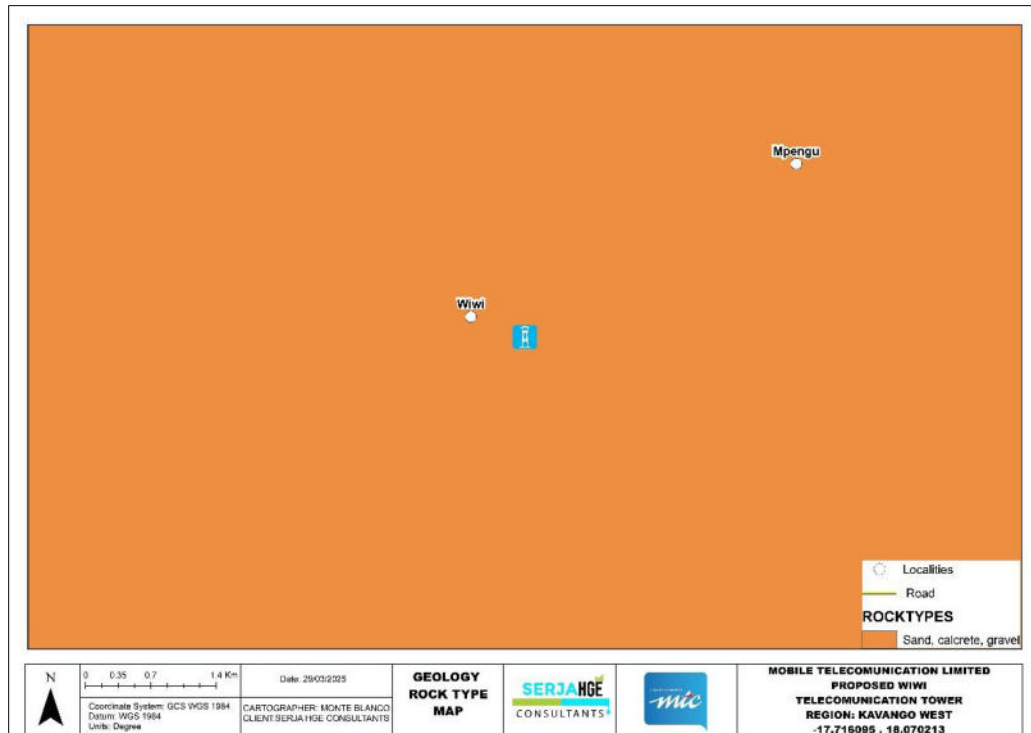 Mpengu
Wiwi
Localities
Road
ROCKTYPES
Sand, calcrete, gravel
N
0 0.35 0.7 1.4 Km
Coordinate System: GCS WGS 1984
Datum: WGS 1984
Units: Degree
Date: 29/03/2025
CARTOGRAPHER: MONTE BLANCO
CLIENT:SERJA HGE CONSULTANTS
GEOLOGY
ROCK TYPE
MAP
SERJAHGE
CONSULTANTS
mtc
MOBILE TELECOMUNICATION LIMITED
PROPOSED WIWI
TELECOMUNICATION TOWER
REGION: KAVANGO WEST
-17.716095 , 18.070213